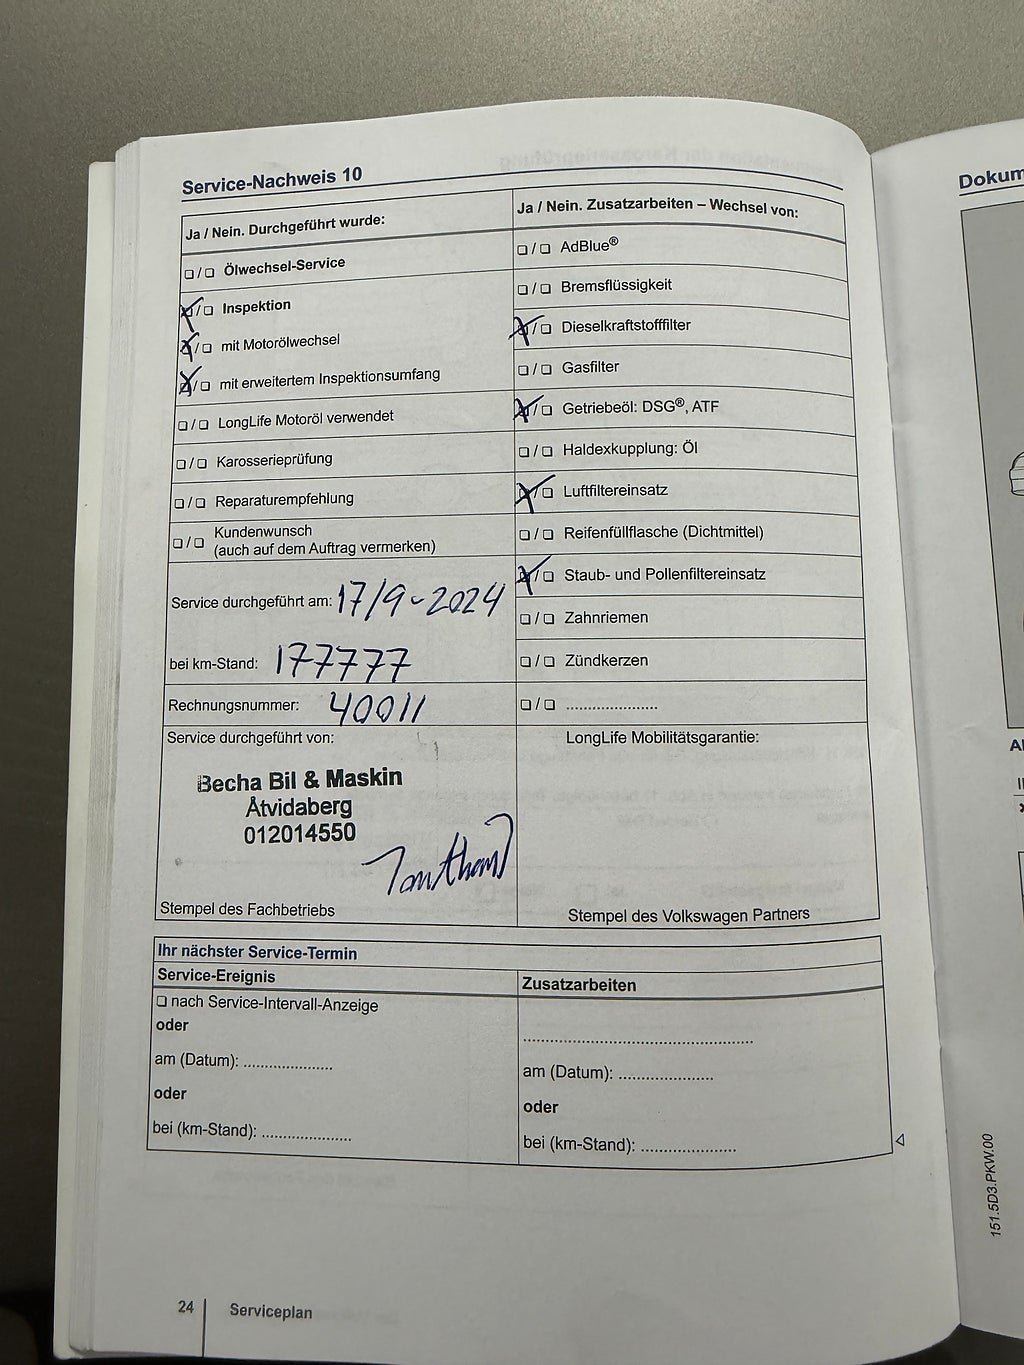 Service-Nachweis 10
Ja / Nein. Durchgeführt wurde:
❏ / ❏ Ölwechsel-Service
X / ❏ Inspektion
X / ❏ mit Motorölwechsel
X / ❏ mit erweitertem Inspektionsumfang
❏ / ❏ LongLife Motoröl verwendet
❏ / ❏ Karosserieprüfung
❏ / ❏ Reparaturempfehlung
❏ / ❏ Kundenwunsch
(auch auf dem Auftrag vermerken)
Service durchgeführt am: 17/9-2024
bei km-Stand: 177777
Rechnungsnummer: 40011
Service durchgeführt von:
Becha Bil & Maskin
Åtvidaberg
012014550
Stempel des Fachbetriebs
Ja / Nein. Zusatzarbeiten – Wechsel von:
❏ / ❏ AdBlue®
❏ / ❏ Bremsflüssigkeit
X / ❏ Dieselkraftstofffilter
❏ / ❏ Gasfilter
X / ❏ Getriebeöl: DSG®, ATF
❏ / ❏ Haldexkupplung: Öl
X / ❏ Luftfiltereinsatz
❏ / ❏ Reifenfüllflasche (Dichtmittel)
X / ❏ Staub- und Pollenfiltereinsatz
❏ / ❏ Zahnriemen
❏ / ❏ Zündkerzen
❏ / ❏ ......................
LongLife Mobilitätsgarantie:
Stempel des Volkswagen Partners
Ihr nächster Service-Termin
Service-Ereignis
❏ nach Service-Intervall-Anzeige
oder
am (Datum): ......................
oder
bei (km-Stand): ......................
Zusatzarbeiten
......................................................
am (Datum): .......................
oder
bei (km-Stand): .......................
24
Serviceplan
Dokum
151.5D3.PKW.00